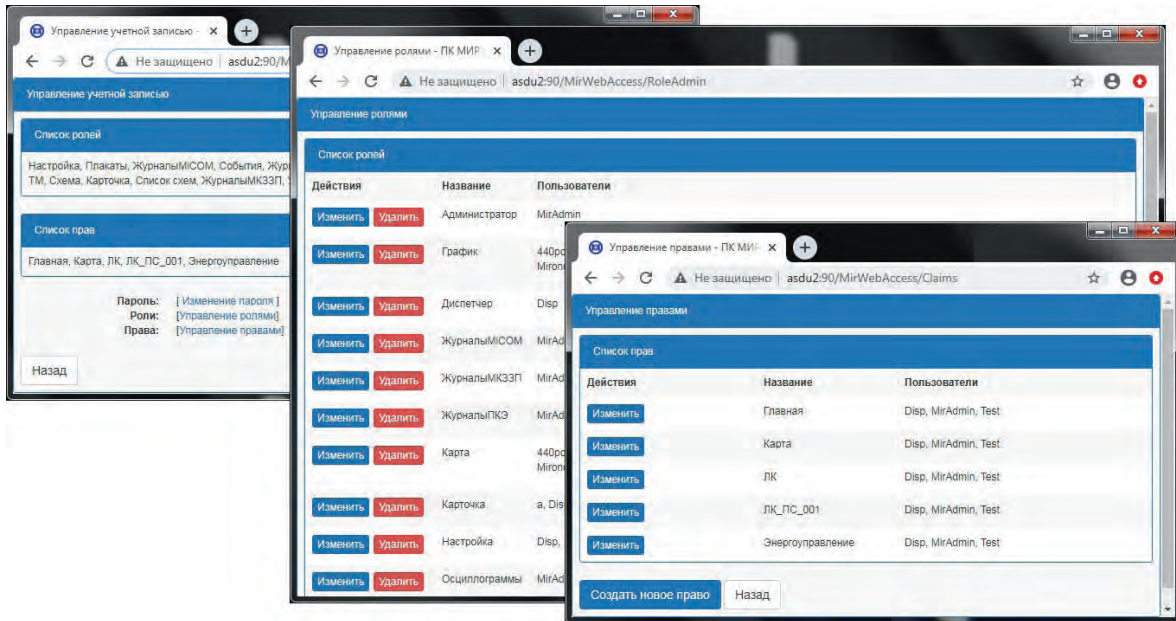 Управление учетной записью -
Не защищено asdu2:90/M
Управление учетной записью
Список ролей
Настройка, Плакаты, ЖурналыMiCOM, События,
ТМ, Схема, Карточка, Список схем, ЖурналыМКЗЗП,
Список прав
Главная, Карта, ЛК, ЛК_ПС_001, Энергоуправление
Пароль: [ Изменение пароля ]
Роли: [Управление ролями]
Права: [Управление правами]
Назад
Управление ролями - ПК МИР
Не защищено asdu2:90/MirWebAccess/RoleAdmin
Управление ролями
Список ролей
Действия Название Пользователи
Изменить Удалить Администратор MirAdmin
Изменить Удалить График
Изменить Удалить Диспетчер Disp
Изменить Удалить ЖурналыMiCOM
Изменить Удалить ЖурналыМКЗЗП
Изменить Удалить ЖурналыПКЭ
Изменить Удалить Карта
Изменить Удалить Карточка a,
Изменить Удалить Настройка Disp,
Изменить Удалить Осциллограммы
Управление правами - ПК МИР
Не защищено asdu2:90/MirWebAccess/Claims
Управление правами
Список прав
Действия Название Пользователи
Изменить Главная Disp, MirAdmin, Test
Изменить Карта Disp, MirAdmin, Test
Изменить ЛК Disp, MirAdmin, Test
Изменить ЛК_ПС_001 Disp, MirAdmin, Test
Изменить Энергоуправление Disp, MirAdmin, Test
Создать новое право Назад